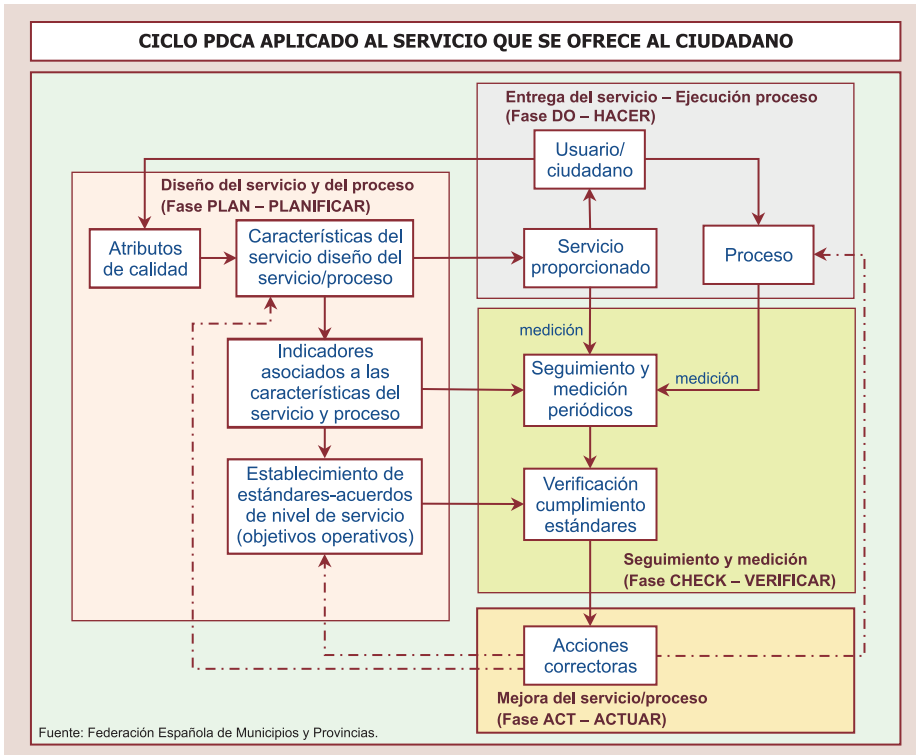 CICLO PDCA APLICADO AL SERVICIO QUE SE OFRECE AL CIUDADANO
Entrega del servicio – Ejecución proceso
(Fase DO – HACER)
Usuario/
ciudadano
Servicio
proporcionado
Proceso
Diseño del servicio y del proceso
(Fase PLAN – PLANIFICAR)
Atributos
de calidad
Características del
servicio diseño del
servicio/proceso
Indicadores
asociados a las
características del
servicio y proceso
Establecimiento de
estándares-acuerdos
de nivel de servicio
(objetivos operativos)
medición
medición
Seguimiento y
medición
periódicos
Verificación
cumplimiento
estándares
Seguimiento y medición
(Fase CHECK – VERIFICAR)
Acciones
correctoras
Mejora del servicio/proceso
(Fase ACT – ACTUAR)
Fuente: Federación Española de Municipios y Provincias.